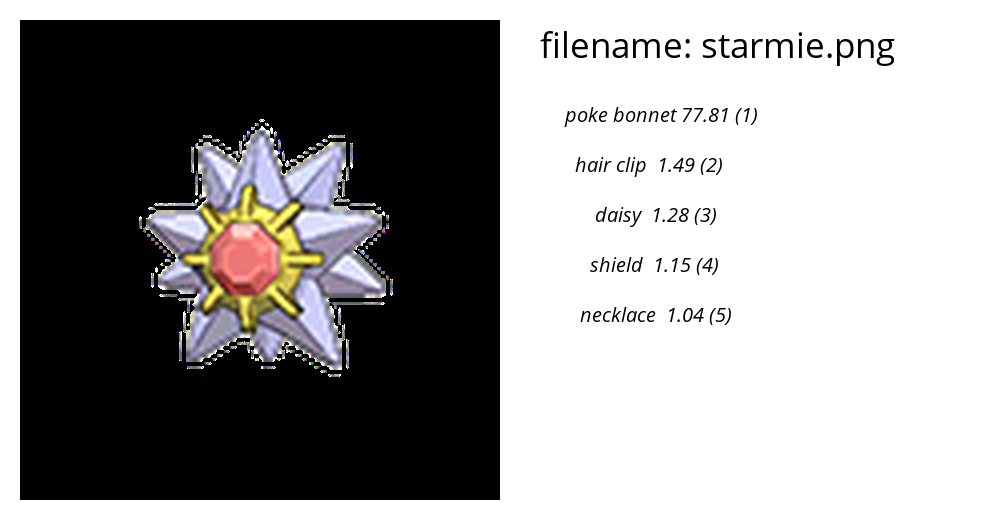 filename: starmie.png
poke bonnet 77.81 (1)
hair clip 1.49 (2)
daisy 1.28 (3)
shield 1.15 (4)
necklace 1.04 (5)